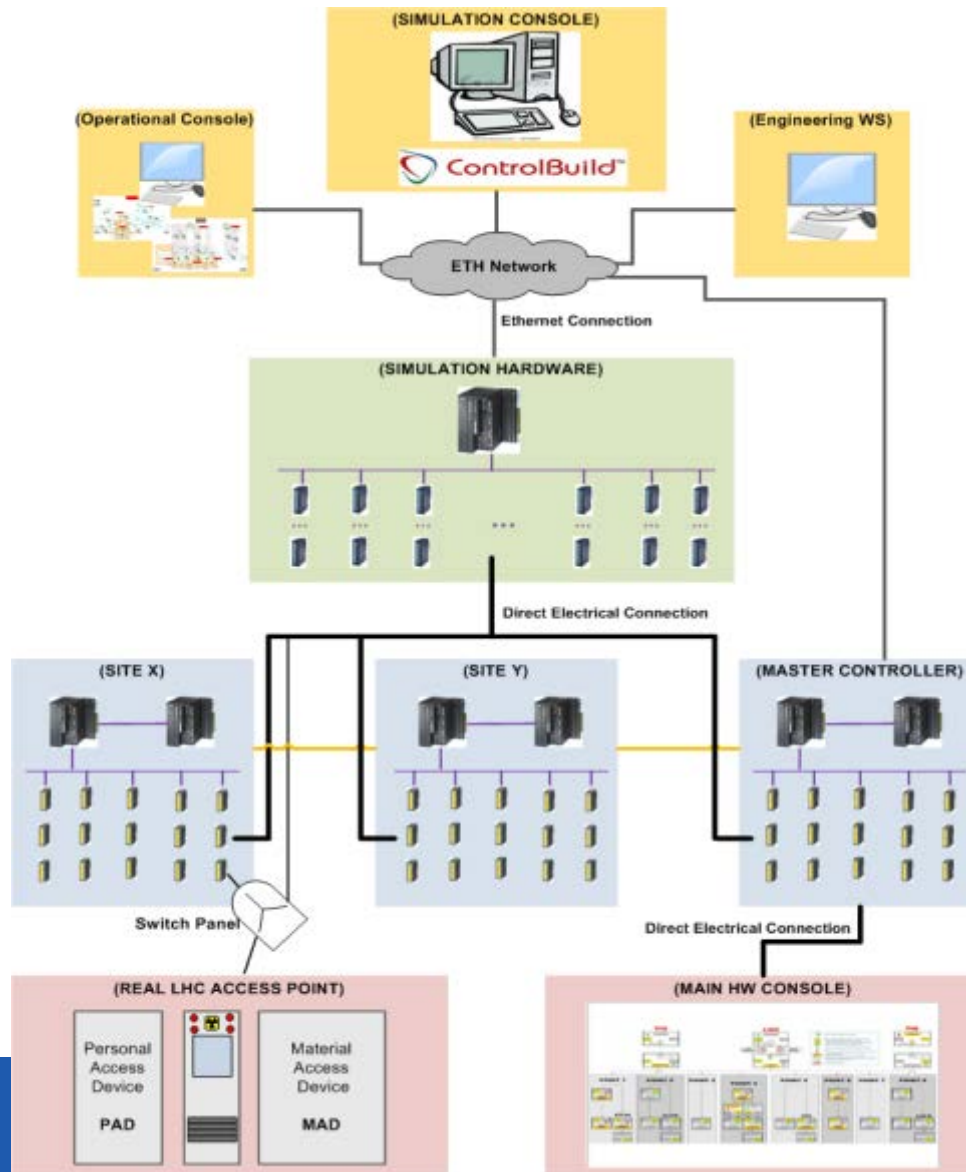 (SIMULATION CONSOLE)
ControlBuild™
(Operational Console)
(Engineering WS)
ETH Network
Ethernet Connection
(SIMULATION HARDWARE)
Direct Electrical Connection
(SITE X)
(SITE Y)
(MASTER CONTROLLER)
Switch Panel
Direct Electrical Connection
(REAL LHC ACCESS POINT)
(MAIN HW CONSOLE)
Personal
Access
Device
PAD
Material
Access
Device
MAD